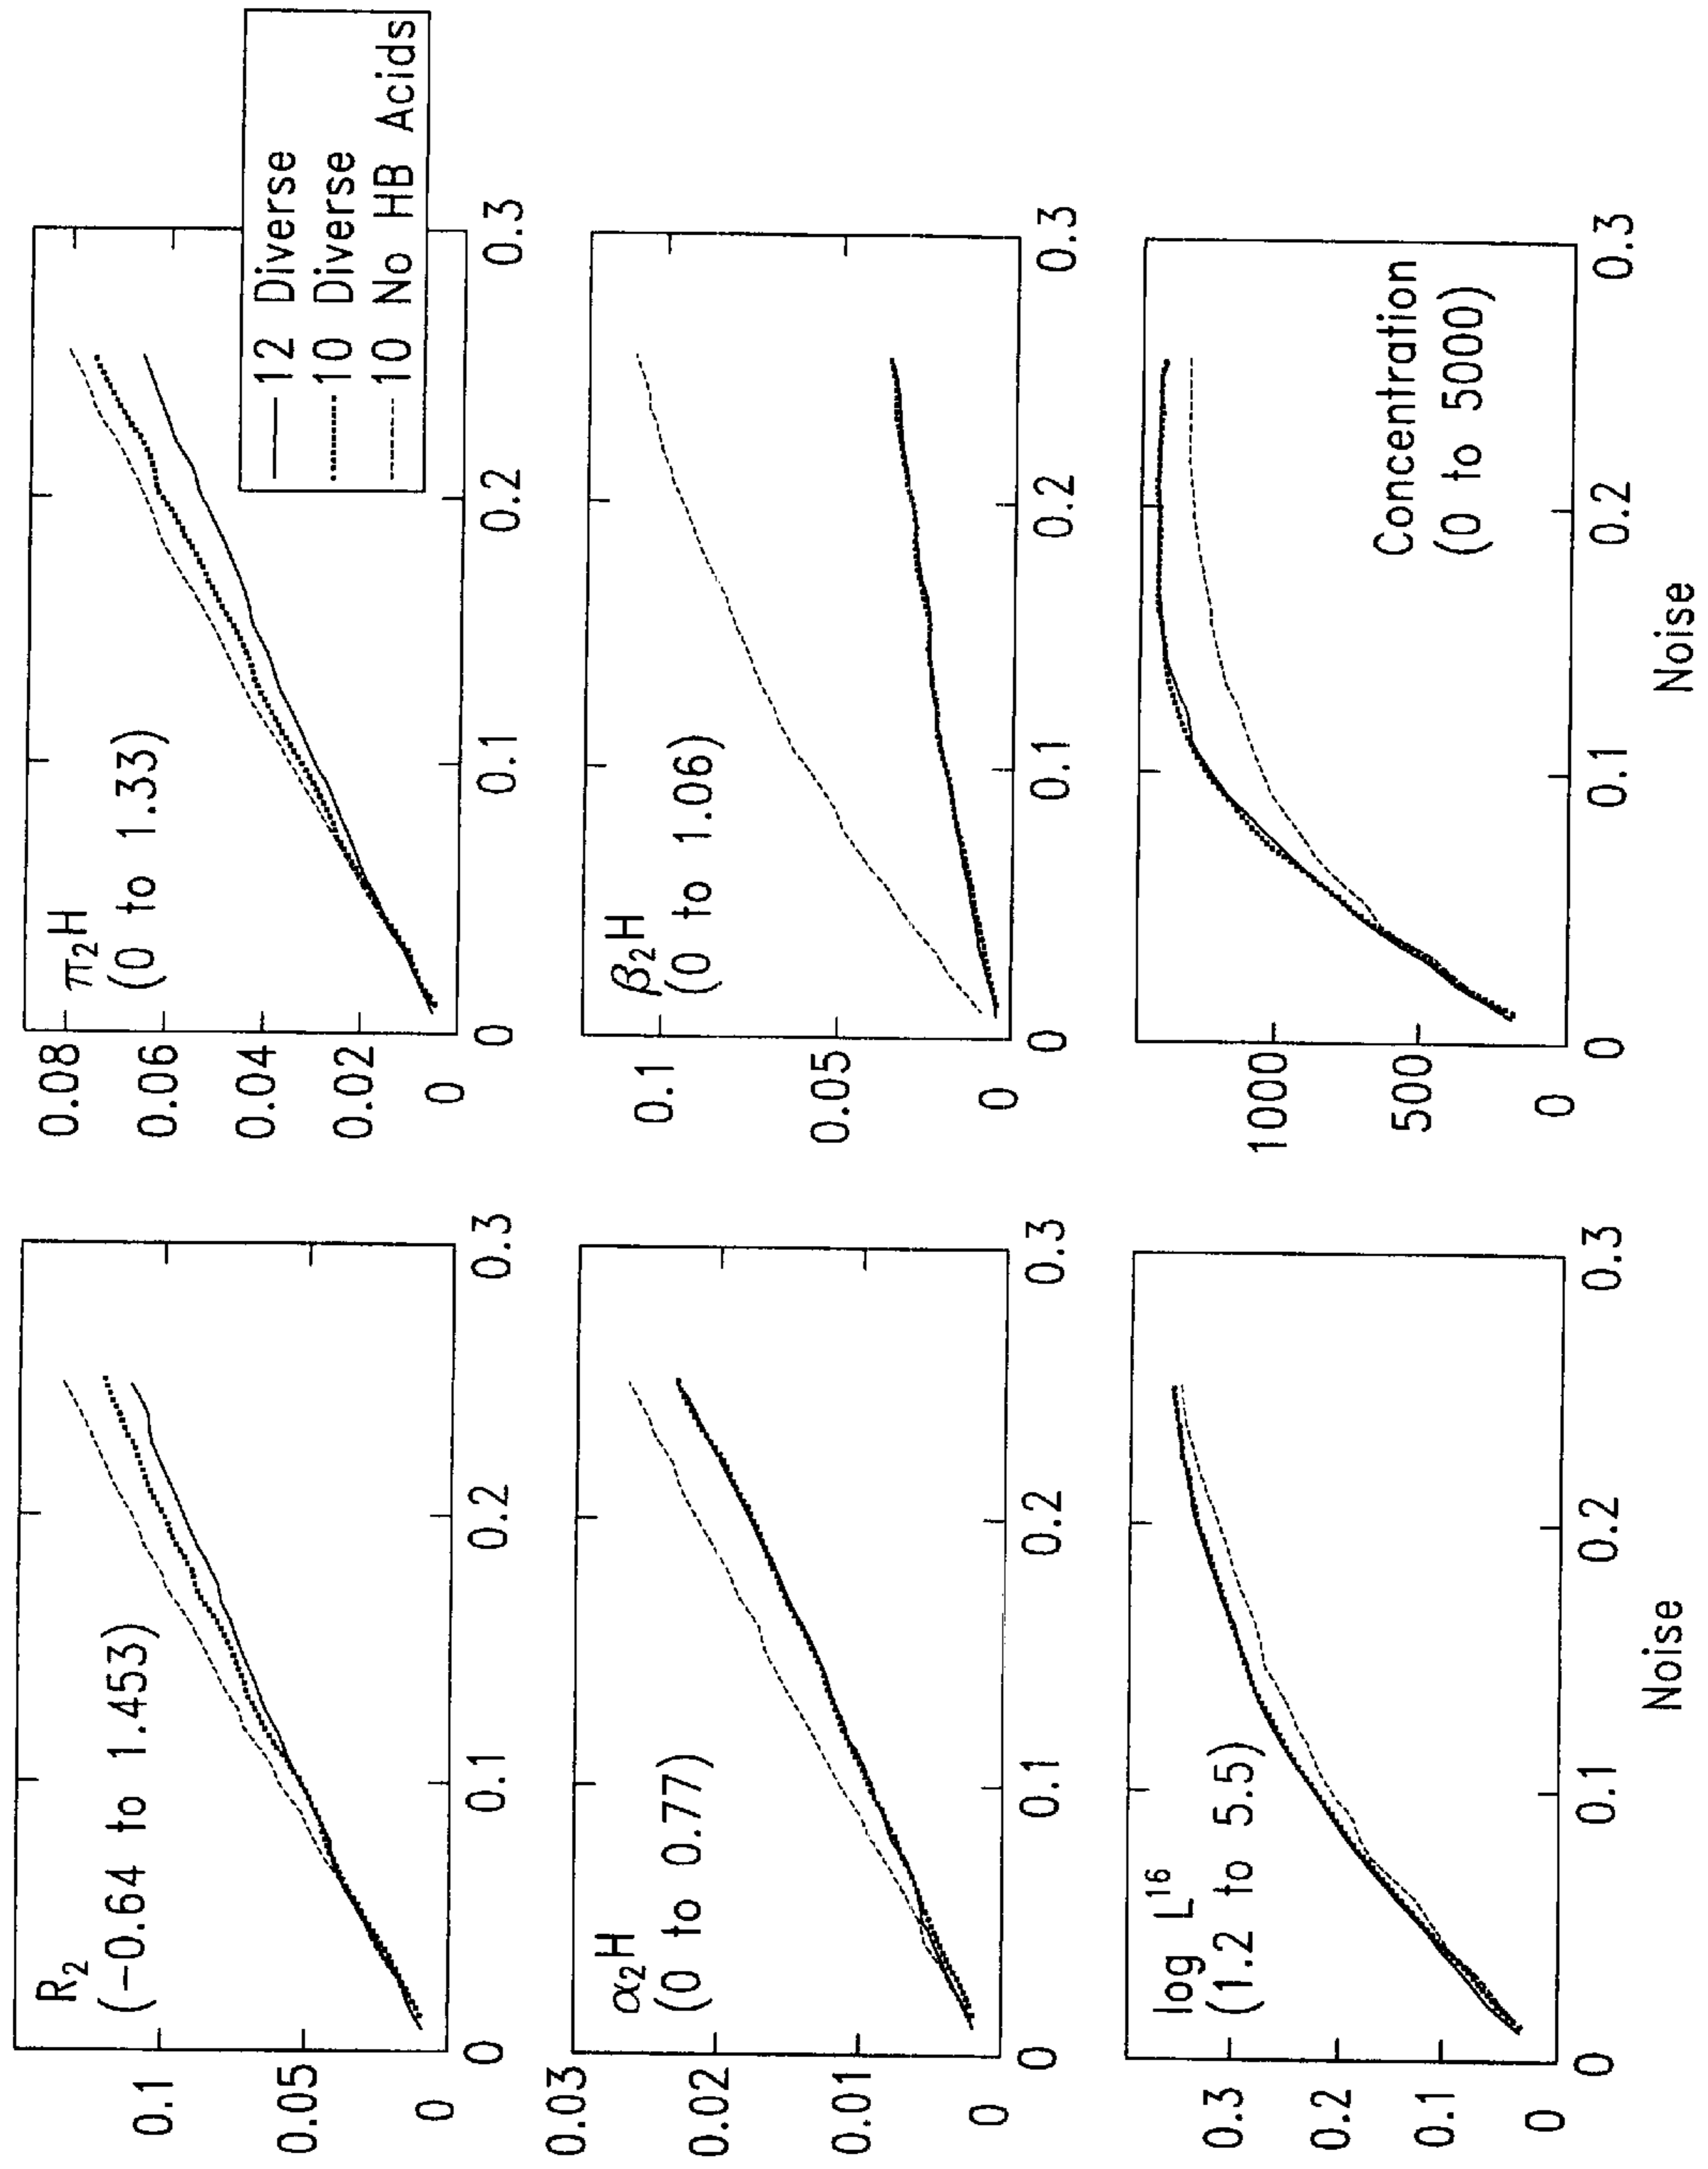 R₂
(−0.64 to 1.453)
0.1
0.05
0
0
0.1
0.2
0.3
π₂H
(0 to 1.33)
0.08
0.06
0.04
0.02
0
0
0.1
0.2
0.3
12 Diverse
10 Diverse
10 No HB Acids
α₂H
(0 to 0.77)
0.03
0.02
0.01
0
0
0.1
0.2
0.3
β₂H
(0 to 1.06)
0.1
0.05
0
0
0.1
0.2
0.3
log L¹⁶
(1.2 to 5.5)
0.3
0.2
0.1
0
0
0.1
0.2
0.3
Noise
Concentration
(0 to 5000)
1000
500
0
0
0.1
0.2
0.3
Noise